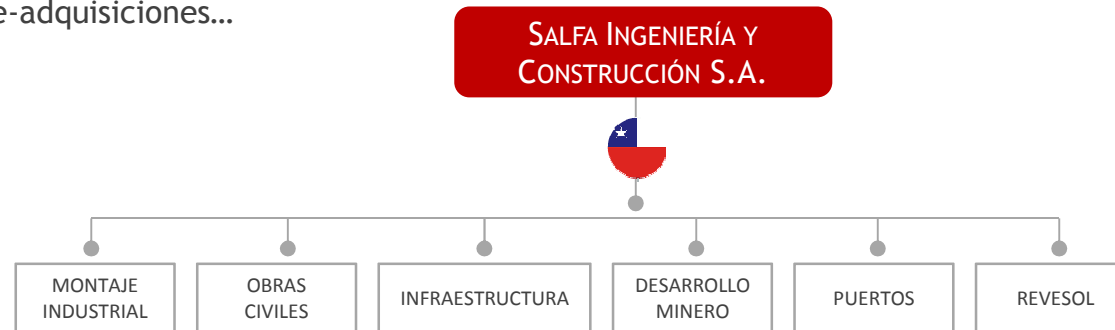 e-adquisiciones…
SALFA INGENIERÍA Y
CONSTRUCCIÓN S.A.
MONTAJE
INDUSTRIAL
OBRAS
CIVILES
INFRAESTRUCTURA
DESARROLLO
MINERO
PUERTOS
REVESOL